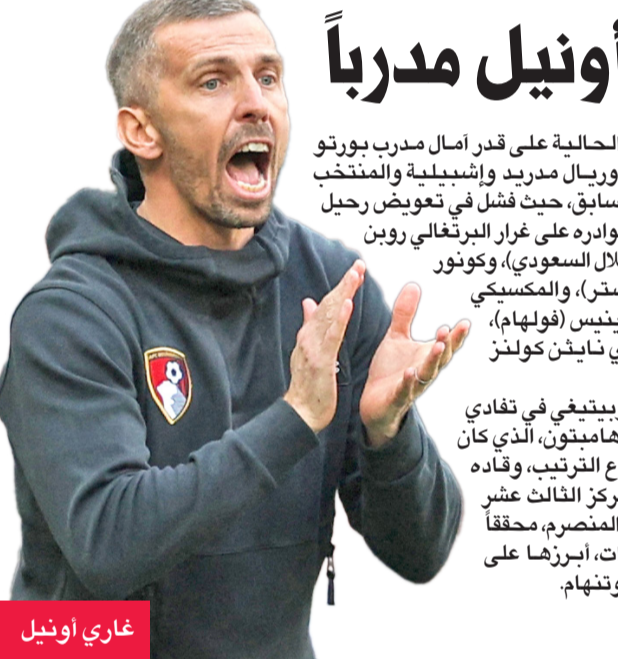 أونيل مدرباً
الحالية على قدر آمال مدرب بورتو
وريال مدريد وإشبيلية والمنتخب
سابق، حيث فشل في تعويض رحيل
وادره على غرار البرتغالي روبن
لال السعودي)، وكونور
ستر)، والمكسيكي
ينيس (فولهام)،
ي نايثن كولنز
بيتيغي في تفادي
هامبتون، الذي كان
ع الترتيب، وقاده
ركز الثالث عشر
المنصرم، محققاً
ات، أبرزها على
وتنهام.
غاري أونيل